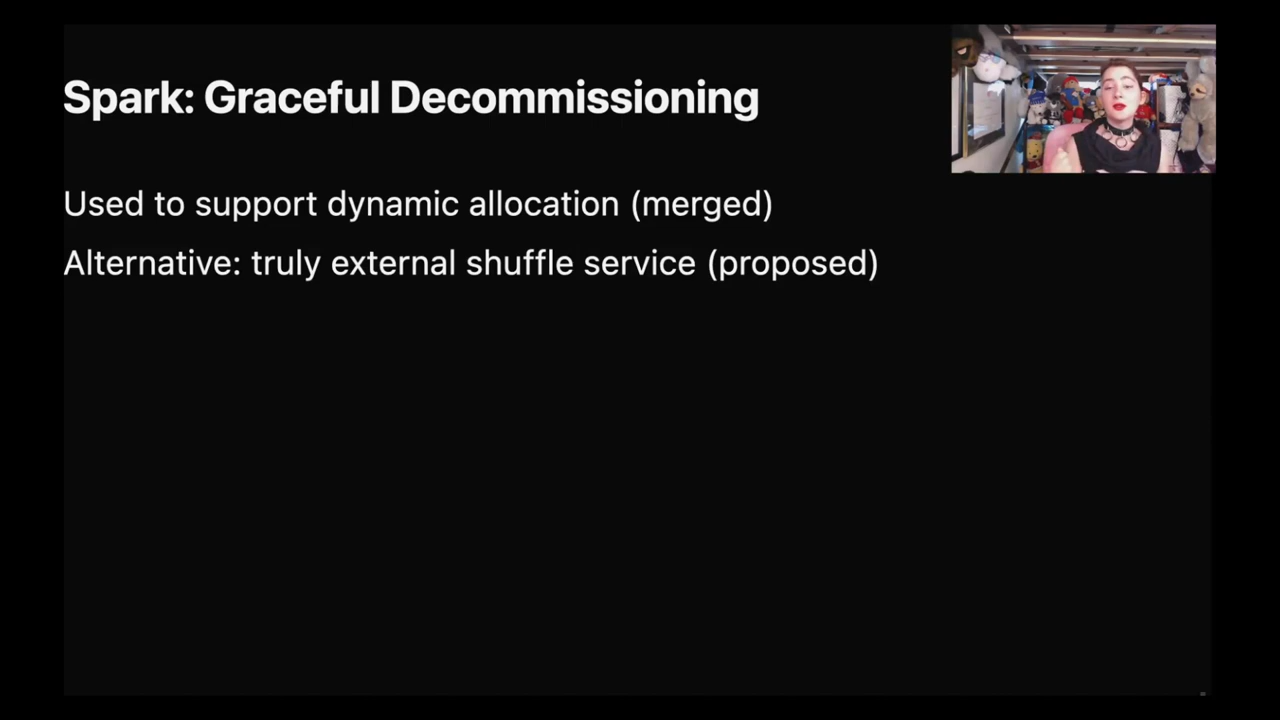 Spark: Graceful Decommissioning
Used to support dynamic allocation (merged)
Alternative: truly external shuffle service (proposed)